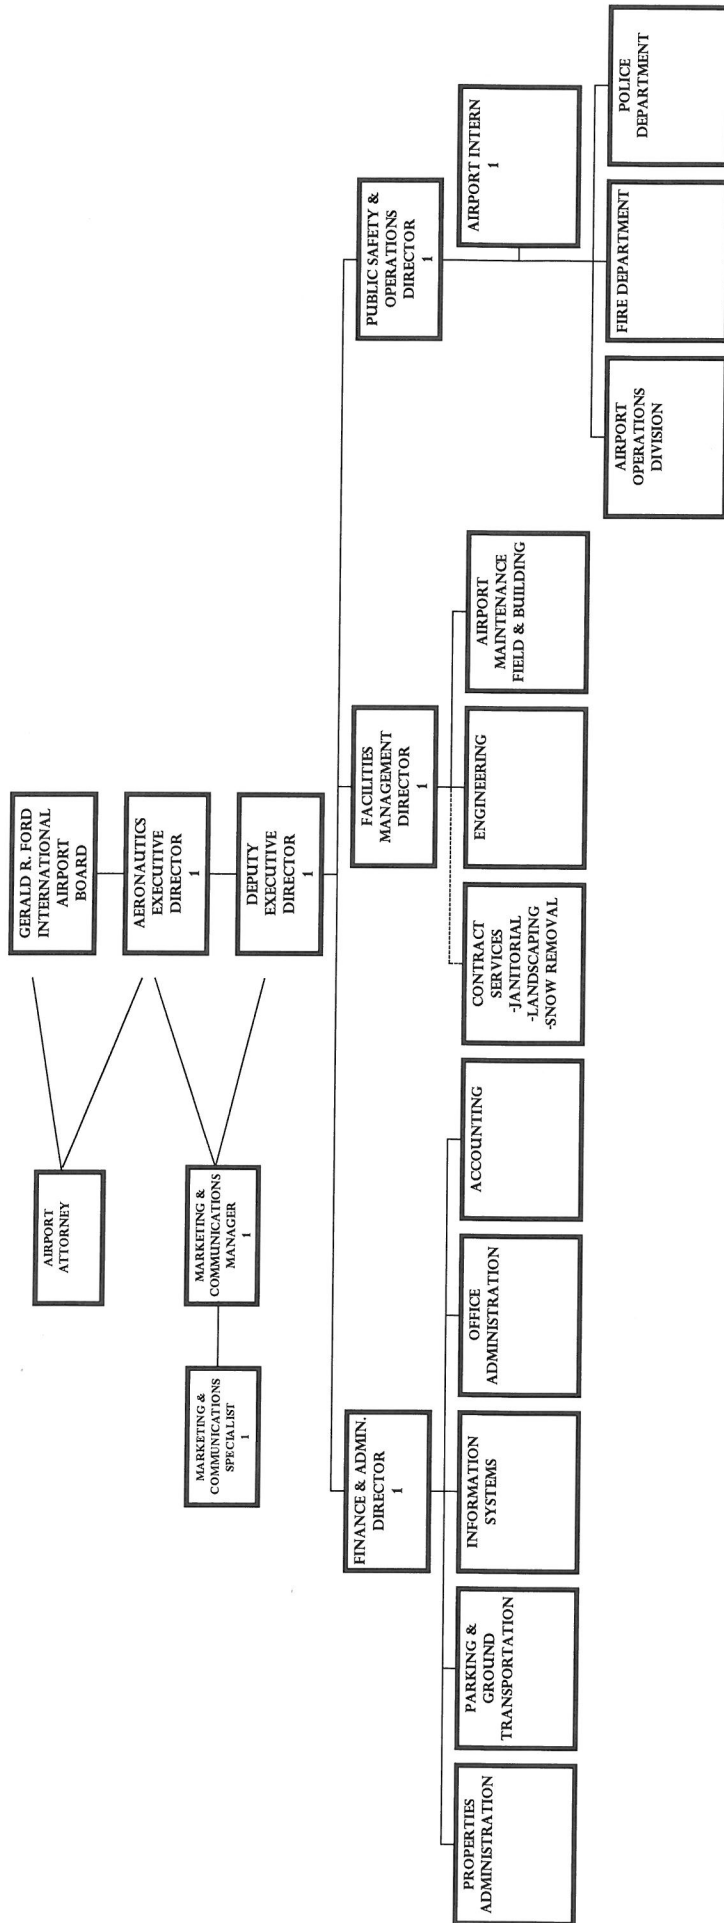 GERALD R. FORD
INTERNATIONAL
AIRPORT
BOARD
AERONAUTICS
EXECUTIVE
DIRECTOR
1
DEPUTY
EXECUTIVE
DIRECTOR
1
AIRPORT
ATTORNEY
MARKETING &
COMMUNICATIONS
MANAGER
1
MARKETING &
COMMUNICATIONS
SPECIALIST
1
FINANCE & ADMIN.
DIRECTOR
1
FACILITIES
MANAGEMENT
DIRECTOR
1
PUBLIC SAFETY &
OPERATIONS
DIRECTOR
1
AIRPORT INTERN
1
PROPERTIES
ADMINISTRATION
PARKING &
GROUND
TRANSPORTATION
INFORMATION
SYSTEMS
OFFICE
ADMINISTRATION
ACCOUNTING
CONTRACT
SERVICES
-JANITORIAL
-LANDSCAPING
-SNOW REMOVAL
ENGINEERING
AIRPORT
MAINTENANCE
FIELD & BUILDING
AIRPORT
OPERATIONS
DIVISION
FIRE DEPARTMENT
POLICE
DEPARTMENT